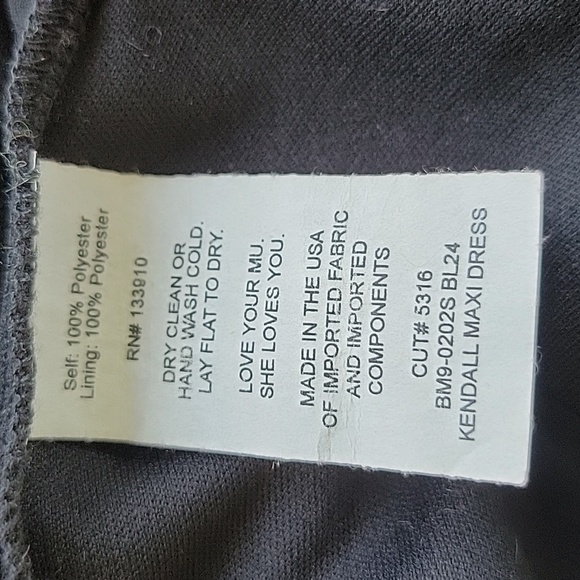 Self: 100% Polyester
Lining: 100% Polyester
RN# 133910
DRY CLEAN OR
HAND WASH COLD.
LAY FLAT TO DRY.
LOVE YOUR MU.
SHE LOVES YOU.
MADE IN THE USA
OF IMPORTED FABRIC
AND IMPORTED
COMPONENTS
CUT# 5316
BM9-0202S BL24
KENDALL MAXI DRESS